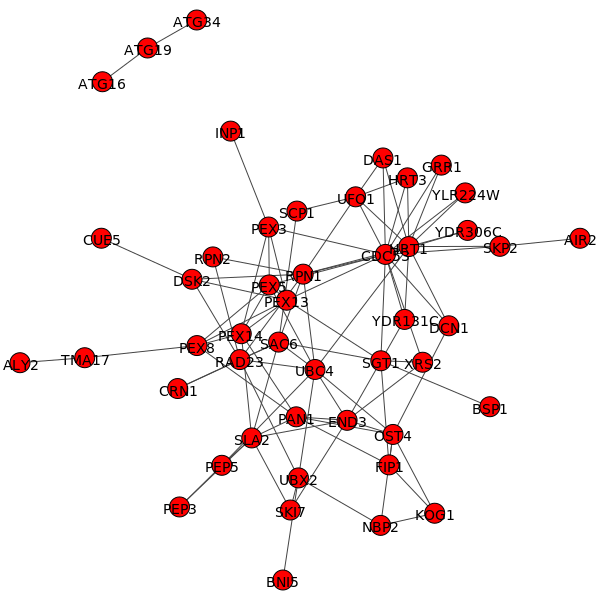 ATG34
ATG19
ATG16
INP1
DAS1
GRR1
HRT3
YLR224W
UFO1
SCP1
PEX3
YDR306C
CUE5
AIR2
HRT1
SKP2
CDC53
RPN2
RPN1
DSK2
PEX5
PEX13
YDR131C
DCN1
PEX14
SAC6
PEX8
TMA17
ALY2
RAD23
UBC4
SGT1
XRS2
CRN1
BSP1
PAN1
END3
OST4
SLA2
PEP5
FIP1
UBX2
PEP3
SKI7
KOG1
NBP2
BNI5